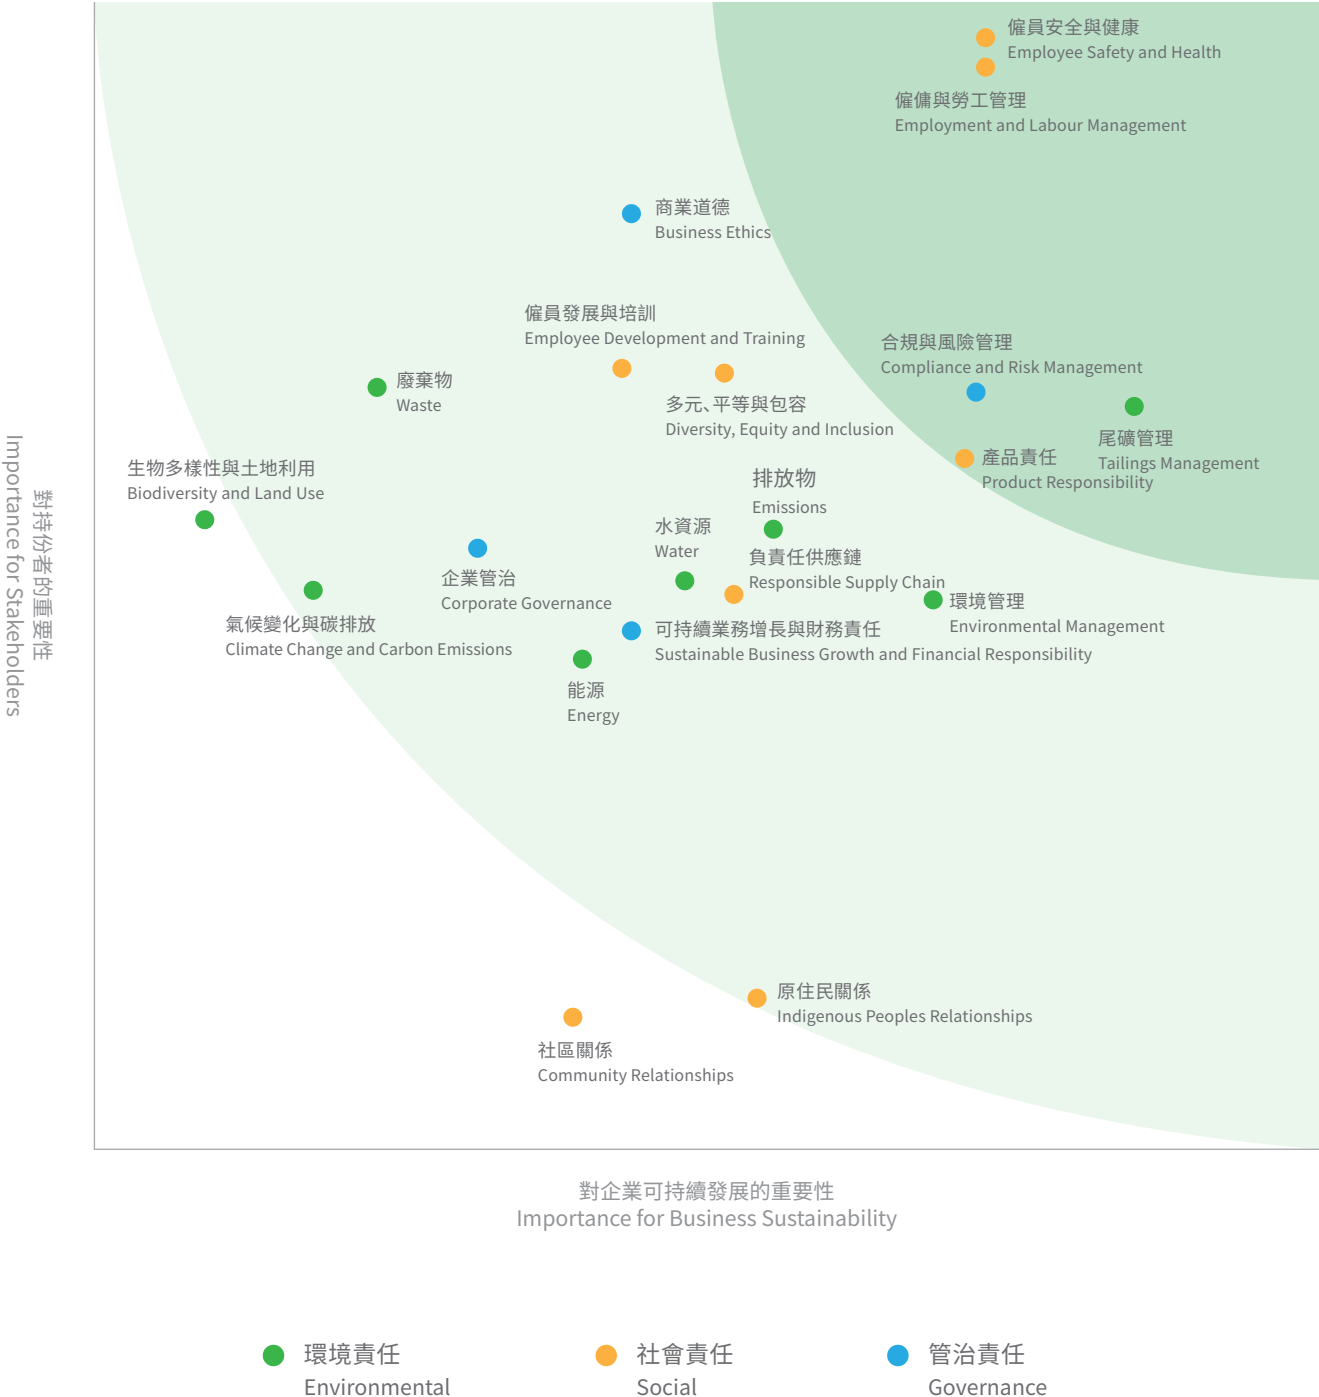 僱員安全與健康
Employee Safety and Health
僱傭與勞工管理
Employment and Labour Management
商業道德
Business Ethics
僱員發展與培訓
Employee Development and Training
合規與風險管理
Compliance and Risk Management
廢棄物
Waste
多元、平等與包容
Diversity, Equity and Inclusion
尾礦管理
Tailings Management
產品責任
Product Responsibility
生物多樣性與土地利用
Biodiversity and Land Use
排放物
Emissions
水資源
Water
負責任供應鏈
Responsible Supply Chain
企業管治
Corporate Governance
環境管理
Environmental Management
氣候變化與碳排放
Climate Change and Carbon Emissions
可持續業務增長與財務責任
Sustainable Business Growth and Financial Responsibility
能源
Energy
原住民關係
Indigenous Peoples Relationships
社區關係
Community Relationships
對持份者的重要性
Importance for Stakeholders
對企業可持續發展的重要性
Importance for Business Sustainability
環境責任
Environmental
社會責任
Social
管治責任
Governance